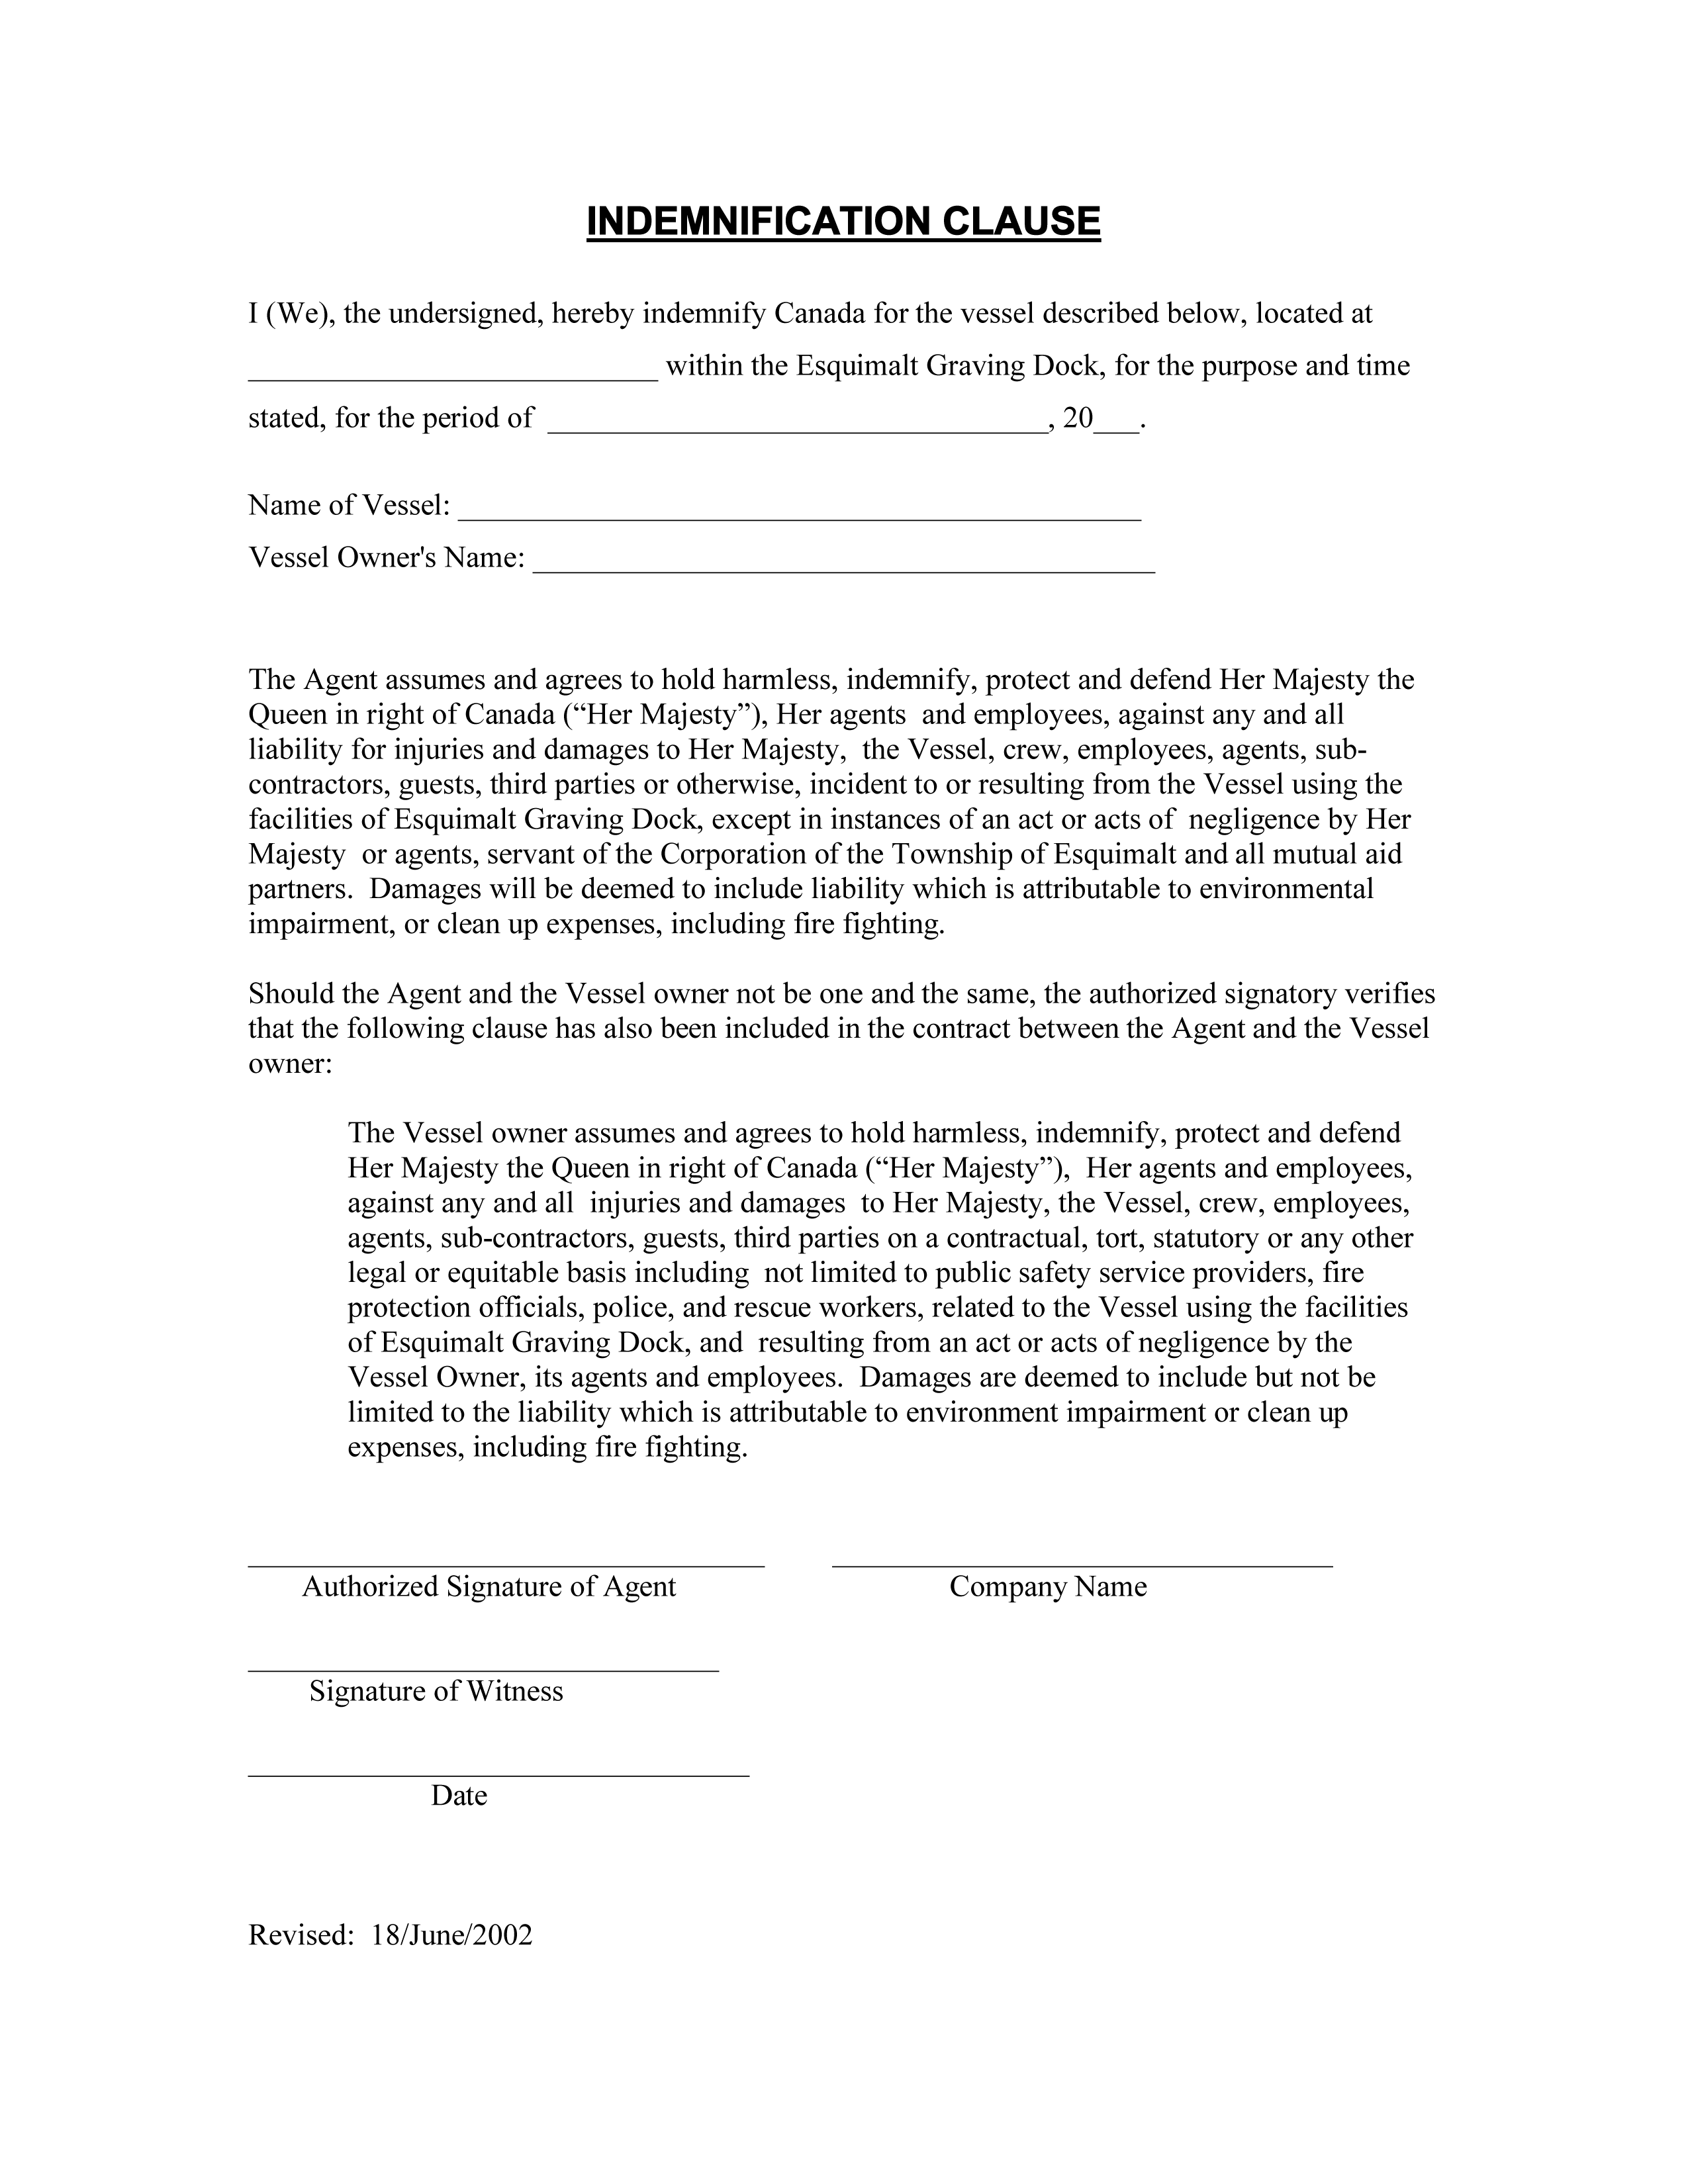 INDEMNIFICATION CLAUSE
I (We), the undersigned, hereby indemnify Canada for the vessel described below, located at
___________________________ within the Esquimalt Graving Dock, for the purpose and time
stated, for the period of _________________________________, 20___.
Name of Vessel: _____________________________________________
Vessel Owner's Name: _________________________________________
The Agent assumes and agrees to hold harmless, indemnify, protect and defend Her Majesty the
Queen in right of Canada (“Her Majesty”), Her agents and employees, against any and all
liability for injuries and damages to Her Majesty, the Vessel, crew, employees, agents, sub-
contractors, guests, third parties or otherwise, incident to or resulting from the Vessel using the
facilities of Esquimalt Graving Dock, except in instances of an act or acts of negligence by Her
Majesty or agents, servant of the Corporation of the Township of Esquimalt and all mutual aid
partners. Damages will be deemed to include liability which is attributable to environmental
impairment, or clean up expenses, including fire fighting.
Should the Agent and the Vessel owner not be one and the same, the authorized signatory verifies
that the following clause has also been included in the contract between the Agent and the Vessel
owner:
The Vessel owner assumes and agrees to hold harmless, indemnify, protect and defend
Her Majesty the Queen in right of Canada (“Her Majesty”), Her agents and employees,
against any and all injuries and damages to Her Majesty, the Vessel, crew, employees,
agents, sub-contractors, guests, third parties on a contractual, tort, statutory or any other
legal or equitable basis including not limited to public safety service providers, fire
protection officials, police, and rescue workers, related to the Vessel using the facilities
of Esquimalt Graving Dock, and resulting from an act or acts of negligence by the
Vessel Owner, its agents and employees. Damages are deemed to include but not be
limited to the liability which is attributable to environment impairment or clean up
expenses, including fire fighting.
__________________________________ _________________________________
Authorized Signature of Agent Company Name
_______________________________
Signature of Witness
_________________________________
Date
Revised: 18/June/2002